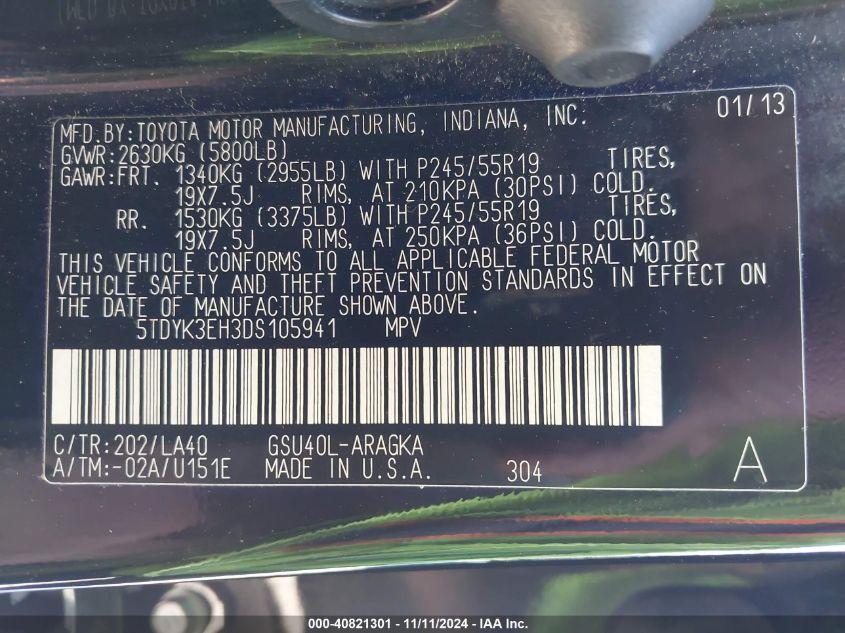 MFD.BY:TOYOTA MOTOR MANUFACTURING, INDIANA, INC. 01/13
GVWR:2630KG (5800LB)
GAWR:FRT. 1340KG (2955LB) WITH P245/55R19 TIRES,
19X7.5J RIMS, AT 210KPA (30PSI) COLD.
RR. 1530KG (3375LB) WITH P245/55R19 TIRES,
19X7.5J RIMS, AT 250KPA (36PSI) COLD.
THIS VEHICLE CONFORMS TO ALL APPLICABLE FEDERAL MOTOR
VEHICLE SAFETY AND THEFT PREVENTION STANDARDS IN EFFECT ON
THE DATE OF MANUFACTURE SHOWN ABOVE.
5TDYK3EH3DS105941 MPV
C/TR:202/LA40 GSU40L-ARAGKA
A/TM:-02A/U151E MADE IN U.S.A. 304 A
000-40821301 - 11/11/2024 - IAA Inc.